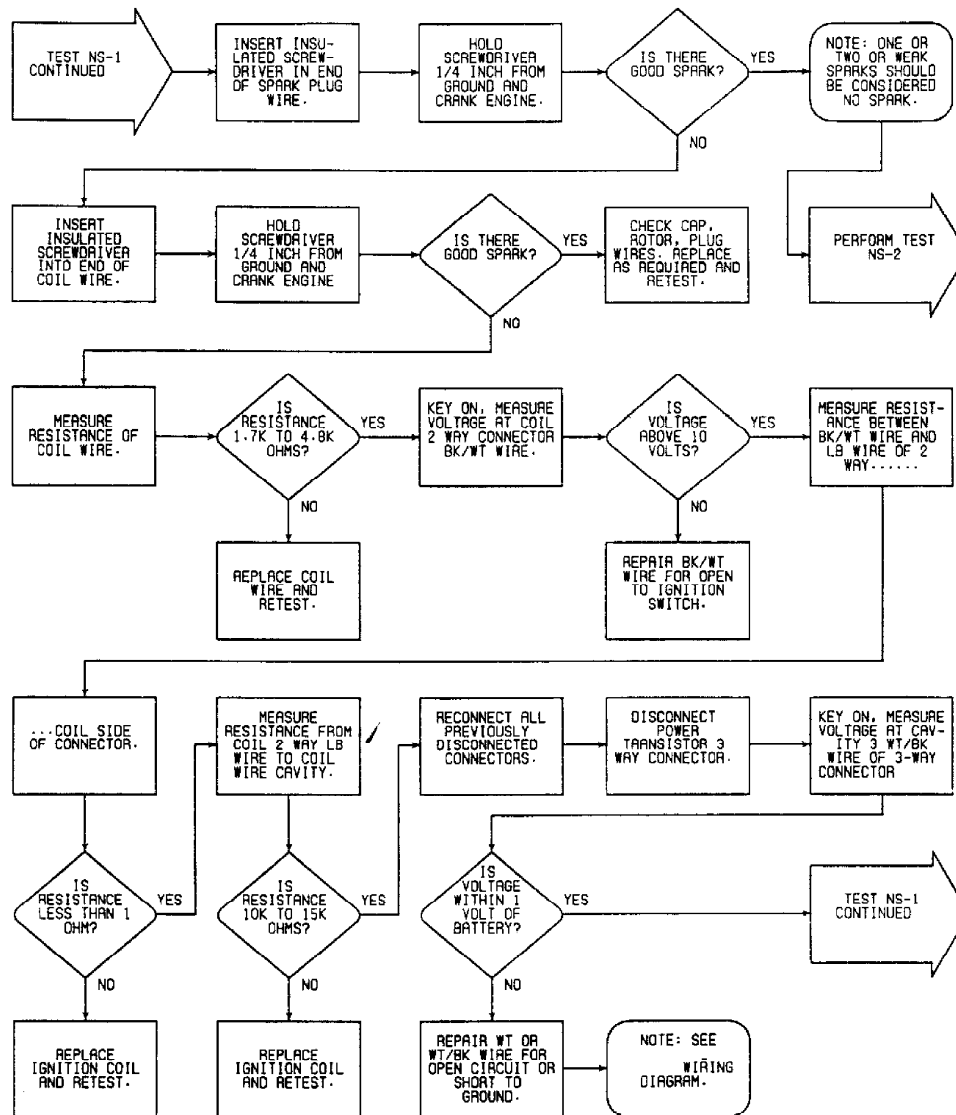 TEST NS-1
CONTINUED
INSERT INSU-
LATED SCREW-
DRIVER IN END
OF SPARK PLUG
WIRE.
HOLD
SCREWDRIVER
1/4 INCH FROM
GROUND AND
CRANK ENGINE.
IS THERE
GOOD SPARK?
YES
NO
NOTE: ONE OR
TWO OR WEAK
SPARKS SHOULD
BE CONSIDERED
NO SPARK.
INSERT
INSULATED
SCREWDRIVER
INTO END OF
COIL WIRE.
HOLD
SCREWDRIVER
1/4 INCH FROM
GROUND AND
CRANK ENGINE
IS THERE
GOOD SPARK?
YES
NO
CHECK CAP,
ROTOR, PLUG
WIRES. REPLACE
AS REQUIRED AND
RETEST.
PERFORM TEST
NS-2
MEASURE
RESISTANCE OF
COIL WIRE.
IS
RESISTANCE
1.7K TO 4.8K
OHMS?
YES
NO
KEY ON, MEASURE
VOLTAGE AT COIL
2 WAY CONNECTOR
BK/WT WIRE.
IS
VOLTAGE
ABOVE 10
VOLTS?
YES
NO
MEASURE RESIST-
ANCE BETWEEN
BK/WT WIRE AND
LB WIRE OF 2
WAY......
REPLACE COIL
WIRE AND
RETEST.
REPAIR BK/WT
WIRE FOR OPEN
TO IGNITION
SWITCH.
...COIL SIDE
OF CONNECTOR.
MEASURE
RESISTANCE FROM
COIL 2 WAY LB
WIRE TO COIL
WIRE CAVITY.
RECONNECT ALL
PREVIOUSLY
DISCONNECTED
CONNECTORS.
DISCONNECT
POWER
TRANSISTOR 3
WAY CONNECTOR.
KEY ON, MEASURE
VOLTAGE AT CAV-
ITY 3 WT/BK
WIRE OF 3-WAY
CONNECTOR
IS
RESISTANCE
LESS THAN 1
OHM?
YES
NO
IS
RESISTANCE
10K TO 15K
OHMS?
YES
NO
IS
VOLTAGE
WITHIN 1
VOLT OF
BATTERY?
YES
NO
TEST NS-1
CONTINUED
REPLACE
IGNITION COIL
AND RETEST.
REPLACE
IGNITION COIL
AND RETEST.
REPAIR WT OR
WT/BK WIRE FOR
OPEN CIRCUIT OR
SHORT TO
GROUND.
NOTE: SEE
WIRING
DIAGRAM.